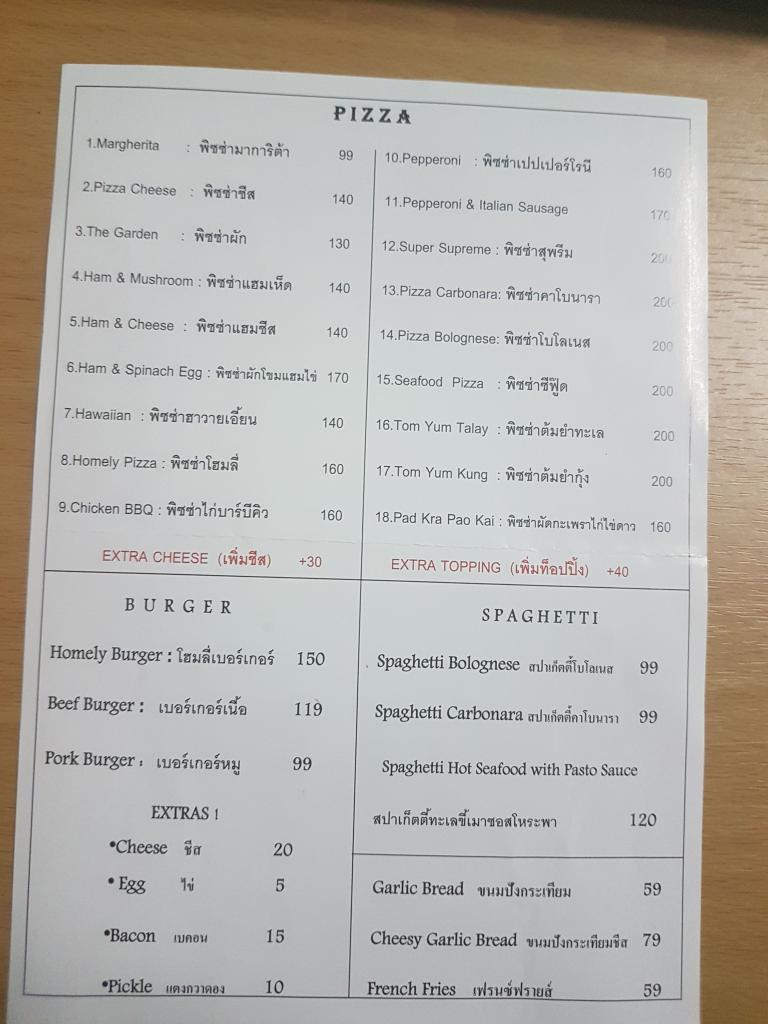 PIZZA
1.Margherita : พิซซ่ามาการิต้า 99
2.Pizza Cheese : พิซซ่าชีส 140
3.The Garden : พิซซ่าผัก 130
4.Ham & Mushroom : พิซซ่าแฮมเห็ด 140
5.Ham & Cheese : พิซซ่าแฮมชีส 140
6.Ham & Spinach Egg : พิซซ่าผักโขมแฮมไข่ 170
7.Hawaiian : พิซซ่าฮาวายเอี้ยน 140
8.Homely Pizza : พิซซ่าโฮมลี่ 160
9.Chicken BBQ : พิซซ่าไก่บาร์บีคิว 160
EXTRA CHEESE (เพิ่มชีส) +30
10.Pepperoni : พิซซ่าเปปเปอร์โรนี 160
11.Pepperoni & Italian Sausage 170
12.Super Supreme : พิซซ่าสุพรีม 200
13.Pizza Carbonara: พิซซ่าคาโบนารา 200
14.Pizza Bolognese: พิซซ่าโบโลเนส 200
15.Seafood Pizza : พิซซ่าซีฟู๊ด 200
16.Tom Yum Talay : พิซซ่าต้มยำทะเล 200
17.Tom Yum Kung : พิซซ่าต้มยำกุ้ง 200
18.Pad Kra Pao Kai : พิซซ่าผัดกะเพราไก่ไข่ดาว 160
EXTRA TOPPING (เพิ่มท็อปปิ้ง) +40
BURGER
Homely Burger : โฮมลี่เบอร์เกอร์ 150
Beef Burger : เบอร์เกอร์เนื้อ 119
Pork Burger : เบอร์เกอร์หมู 99
EXTRAS !
•Cheese ชีส 20
•Egg ไข่ 5
•Bacon เบคอน 15
•Pickle แตงกวาดอง 10
SPAGHETTI
Spaghetti Bolognese สปาเก็ตตี้โบโลเนส 99
Spaghetti Carbonara สปาเก็ตตี้คาโบนารา 99
Spaghetti Hot Seafood with Pasto Sauce
สปาเก็ตตี้ทะเลขี้เมาซอสโหระพา 120
Garlic Bread ขนมปังกระเทียม 59
Cheesy Garlic Bread ขนมปังกระเทียมชีส 79
French Fries เฟรนซ์ฟรายส์ 59